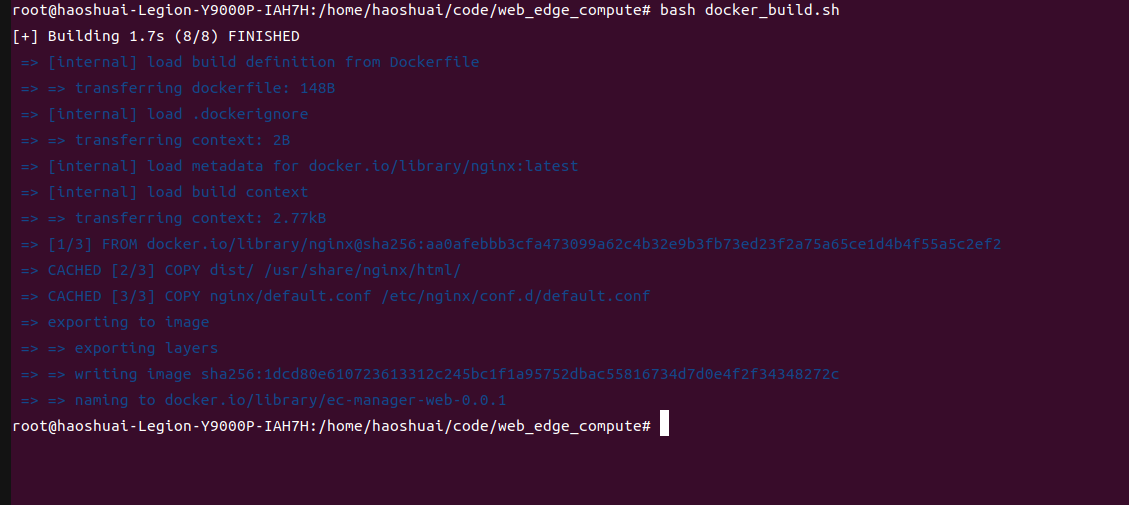 root@haoshuai-Legion-Y9000P-IAH7H:/home/haoshuai/code/web_edge_compute# bash docker_build.sh
[+] Building 1.7s (8/8) FINISHED
=> [internal] load build definition from Dockerfile
=> => transferring dockerfile: 148B
=> [internal] load .dockerignore
=> => transferring context: 2B
=> [internal] load metadata for docker.io/library/nginx:latest
=> [internal] load build context
=> => transferring context: 2.77kB
=> [1/3] FROM docker.io/library/nginx@sha256:aa0afebbb3cfa473099a62c4b32e9b3fb73ed23f2a75a65ce1d4b4f55a5c2ef2
=> CACHED [2/3] COPY dist/ /usr/share/nginx/html/
=> CACHED [3/3] COPY nginx/default.conf /etc/nginx/conf.d/default.conf
=> exporting to image
=> => exporting layers
=> => writing image sha256:1dcd80e610723613312c245bc1f1a95752dbac55816734d7d0e4f2f34348272c
=> => naming to docker.io/library/ec-manager-web-0.0.1
root@haoshuai-Legion-Y9000P-IAH7H:/home/haoshuai/code/web_edge_compute#